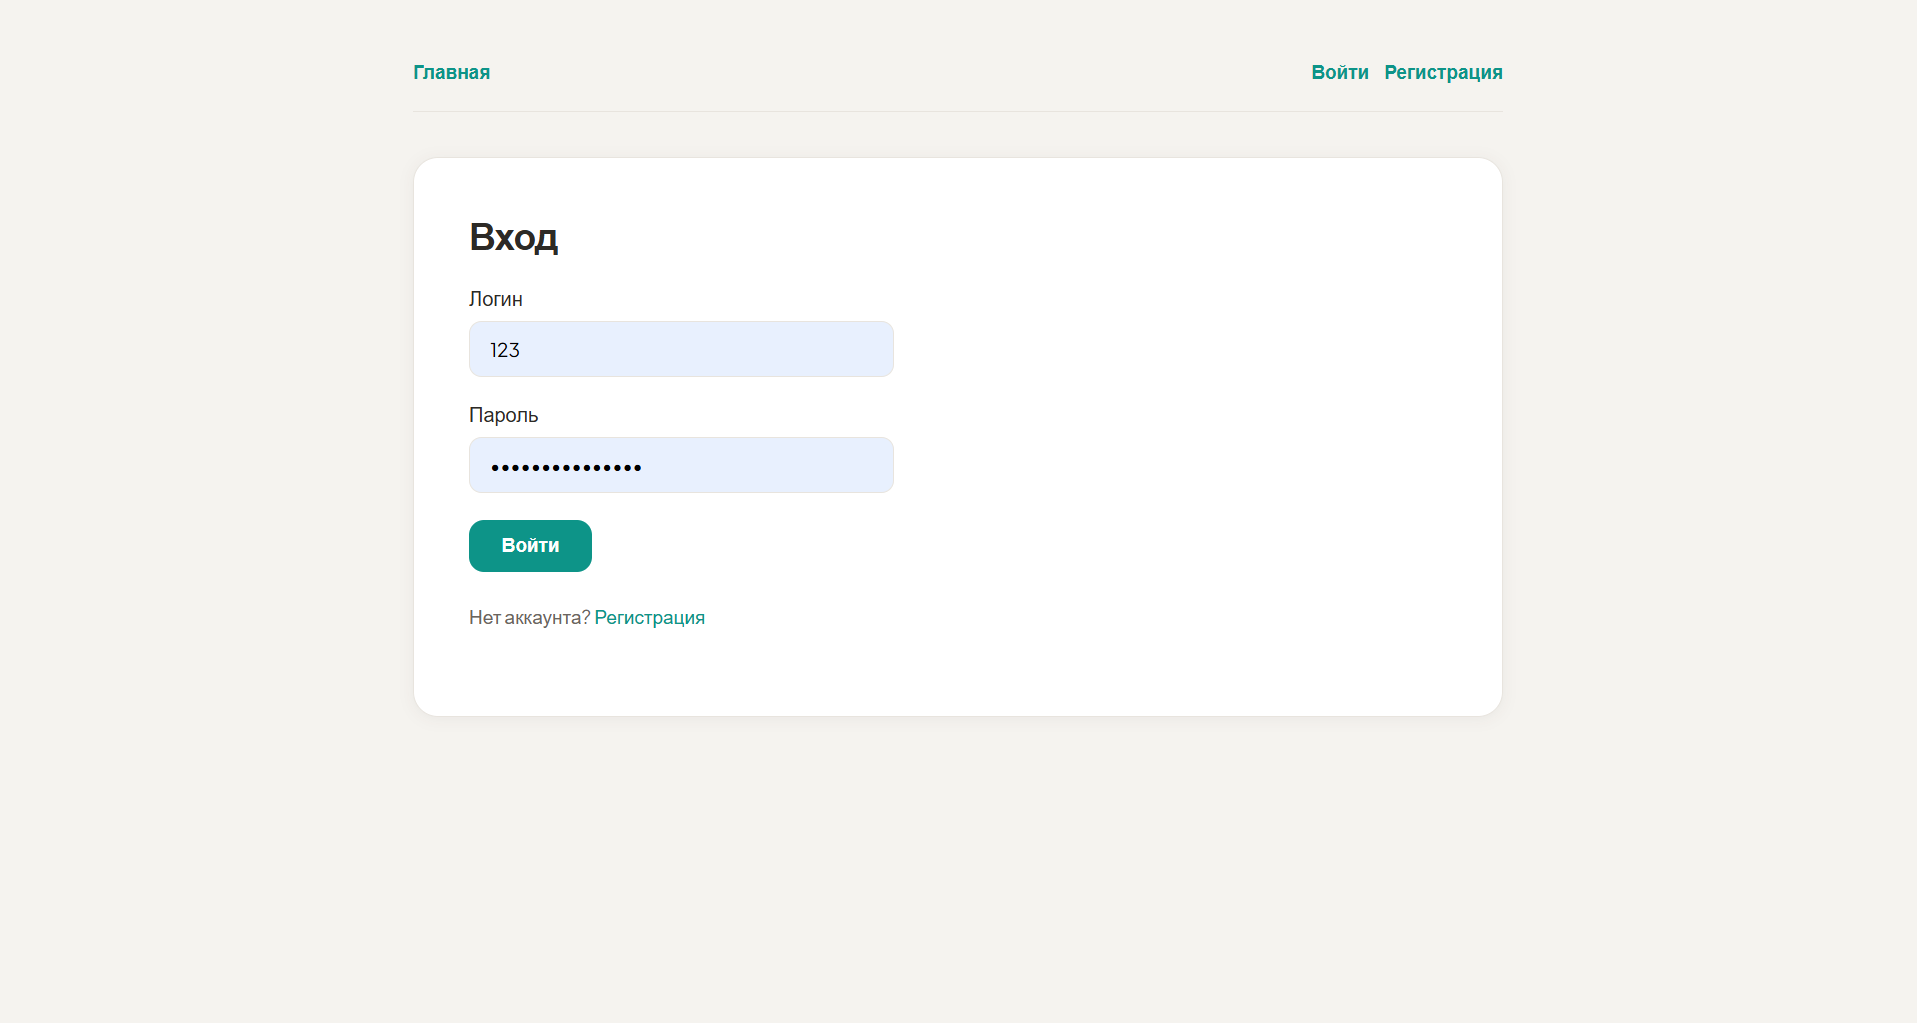 Главная
Войти Регистрация
Вход
Логин
123
Пароль
•••••••••••••••
Войти
Нет аккаунта? Регистрация